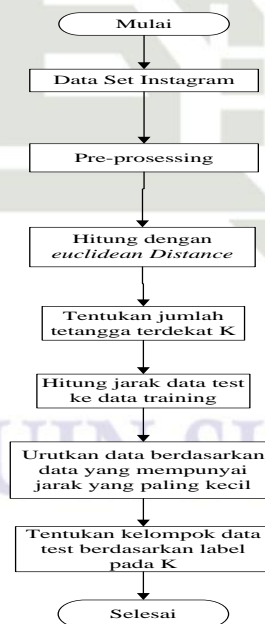 Mulai
Data Set Instagram
Pre-prosessing
Hitung dengan
euclidean Distance
Tentukan jumlah
tetangga terdekat K
Hitung jarak data test
ke data training
Urutkan data berdasarkan
data yang mempunyai
jarak yang paling kecil
Tentukan kelompok data
test berdasarkan label
pada K
Selesai